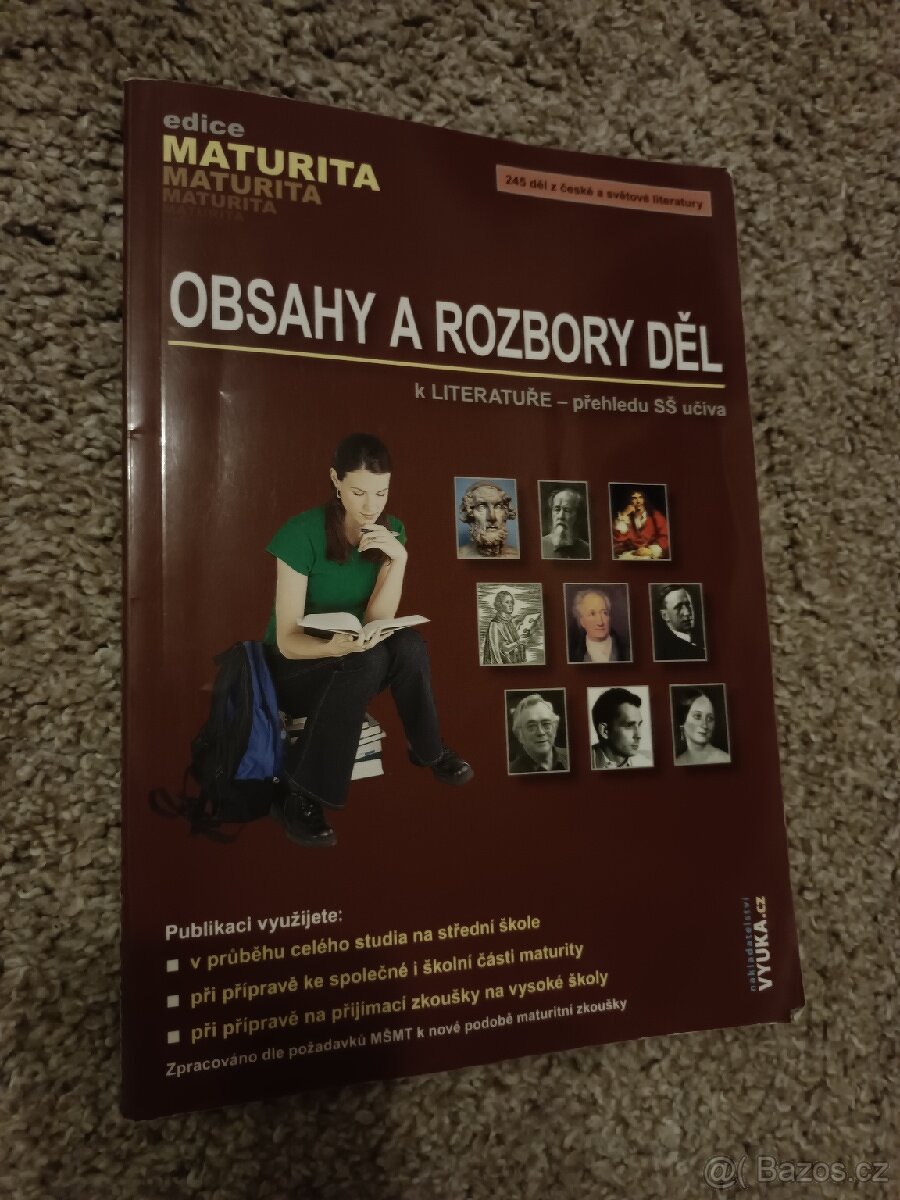 edice
MATURITA
MATURITA
MATURITA
MATURITA
245 děl z české a světové literatury
OBSAHY A ROZBORY DĚL
k LITERATUŘE – přehledu SŠ učiva
Publikaci využijete:
■ v průběhu celého studia na střední škole
■ při přípravě ke společné i školní části maturity
■ při přípravě na přijímací zkoušky na vysoké školy
Zpracováno dle požadavků MŠMT k nové podobě maturitní zkoušky
nakladatelství
VYUKA.cz
@( Bazos.cz